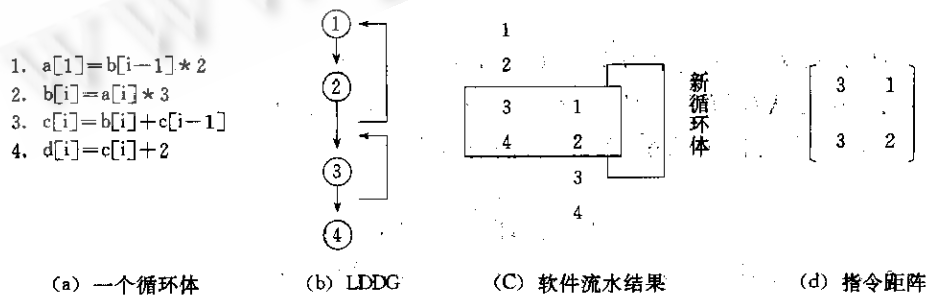 1. a[1]=b[i-1]*2
2. b[i]=a[i]*3
3. c[i]=b[i]+c[i-1]
4. d[i]=c[i]+2
1
2
3
4
1
2
3 1
4 2
3
4
新循环体
3 1
3 2
(a) 一个循环体
(b) LDDG
(C) 软件流水结果
(d) 指令距阵